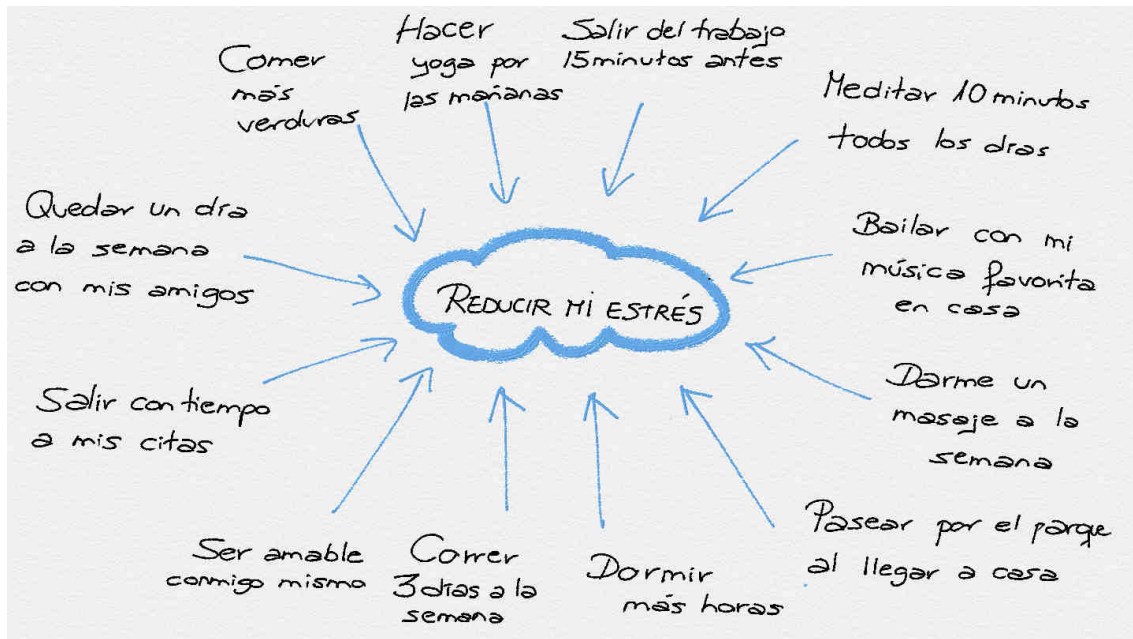 Comer
más
verduras
Hacer
yoga por
las mañanas
Salir del trabajo
15 minutos antes
Meditar 10 minutos
todos los días
Quedar un día
a la semana
con mis amigos
REDUCIR MI ESTRÉS
Bailar con mi
música favorita
en casa
Salir con tiempo
a mis citas
Darme un
masaje a la
semana
Ser amable
conmigo mismo
Correr
3 días a la
semana
Dormir
más horas
Pasear por el parque
al llegar a casa